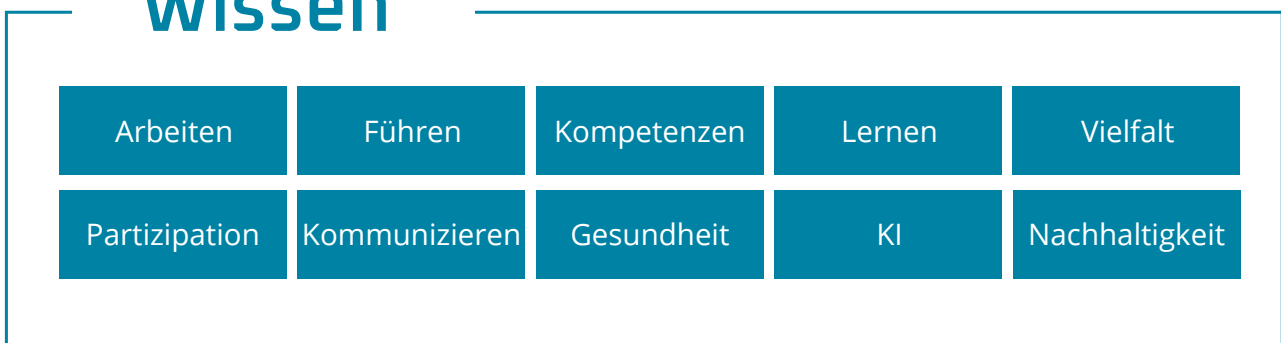 Wissen
Arbeiten Führen Kompetenzen Lernen Vielfalt
Partizipation Kommunizieren Gesundheit KI Nachhaltigkeit